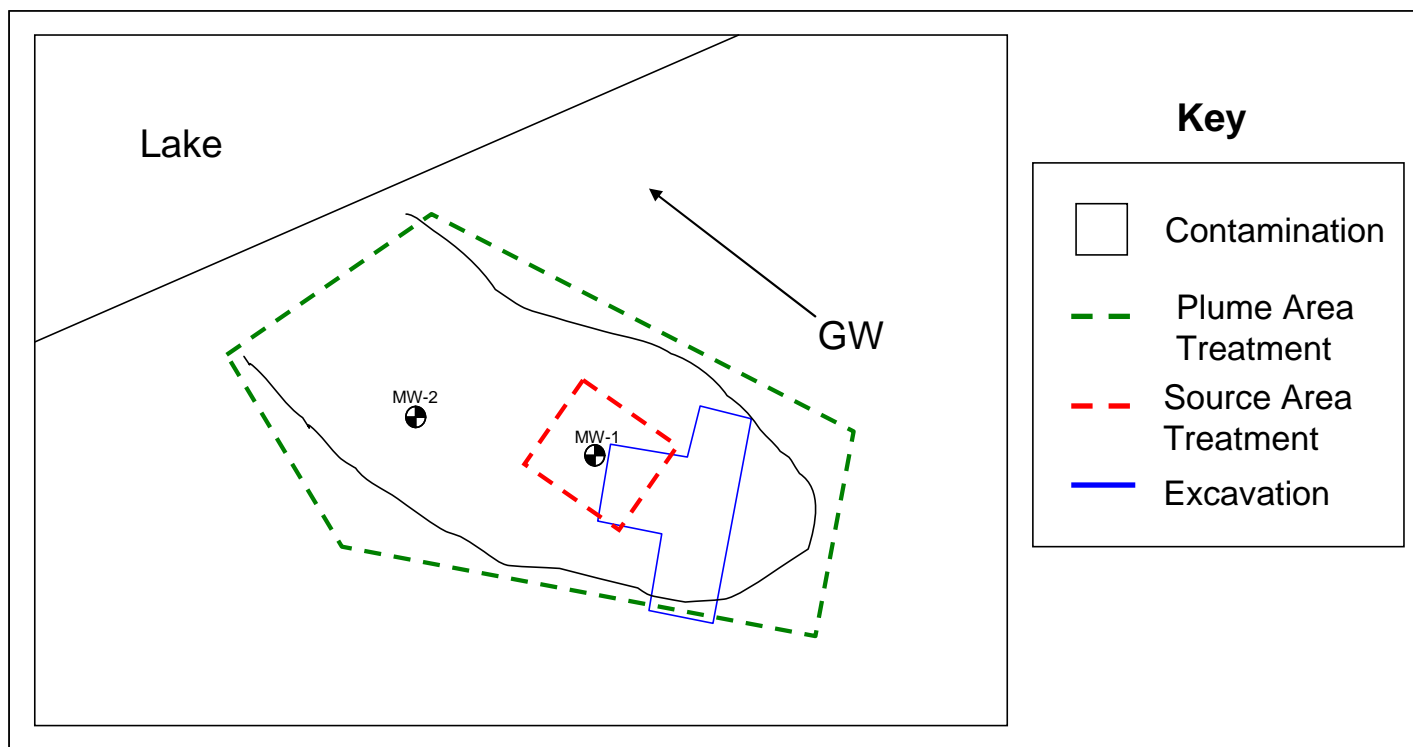 Lake
GW
MW-2
MW-1
Key
Contamination
Plume Area
Treatment
Source Area
Treatment
Excavation